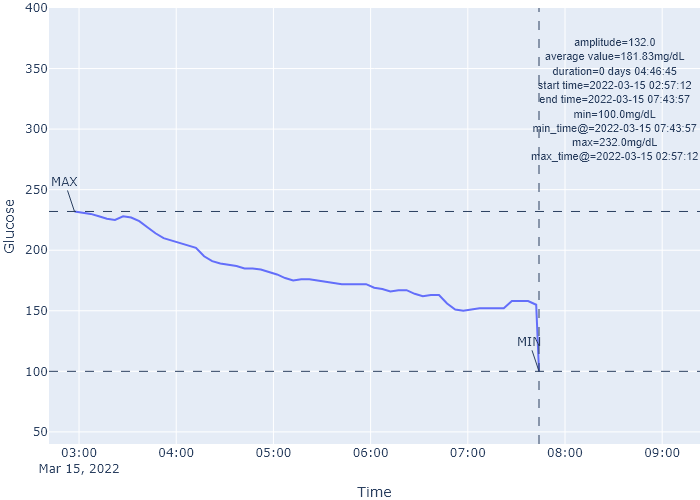 400
350
300
250
200
150
100
50
Glucose
amplitude=132.0
average value=181.83mg/dL
duration=0 days 04:46:45
start time=2022-03-15 02:57:12
end time=2022-03-15 07:43:57
min=100.0mg/dL
min_time@=2022-03-15 07:43:57
max=232.0mg/dL
max_time@=2022-03-15 02:57:12
MAX
MIN
03:00 04:00 05:00 06:00 07:00 08:00 09:00
Mar 15, 2022
Time